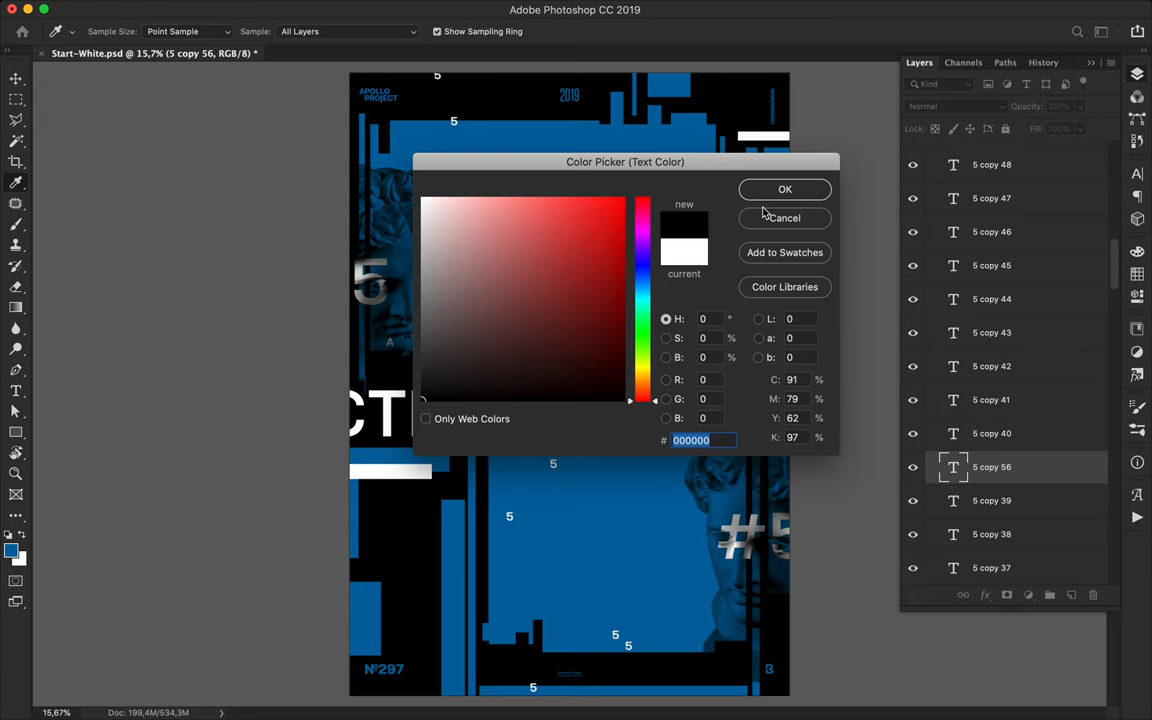 Adobe Photoshop CC 2019
Sample Size: Point Sample Sample: All Layers Show Sampling Ring
Start-White.psd @ 15,7% (5 copy 56, RGB/8) *
Layers Channels Paths History
Kind
Normal Opacity: 100%
Lock: Fill: 100%
5 copy 48
5 copy 47
5 copy 46
5 copy 45
5 copy 44
5 copy 43
5 copy 42
5 copy 41
5 copy 40
5 copy 56
5 copy 39
5 copy 38
5 copy 37
5
APOLLO
PROJECT
2019
5
5
A
CT
5
5
#5
5
5
5
Nº297
Color Picker (Text Color)
new
current
OK
Cancel
Add to Swatches
Color Libraries
H: 0 °
S: 0 %
B: 0 %
R: 0
G: 0
B: 0
# 000000
L: 0
a: 0
b: 0
C: 91 %
M: 79 %
Y: 62 %
K: 97 %
Only Web Colors
15,67% Doc: 199,4M/534,3M